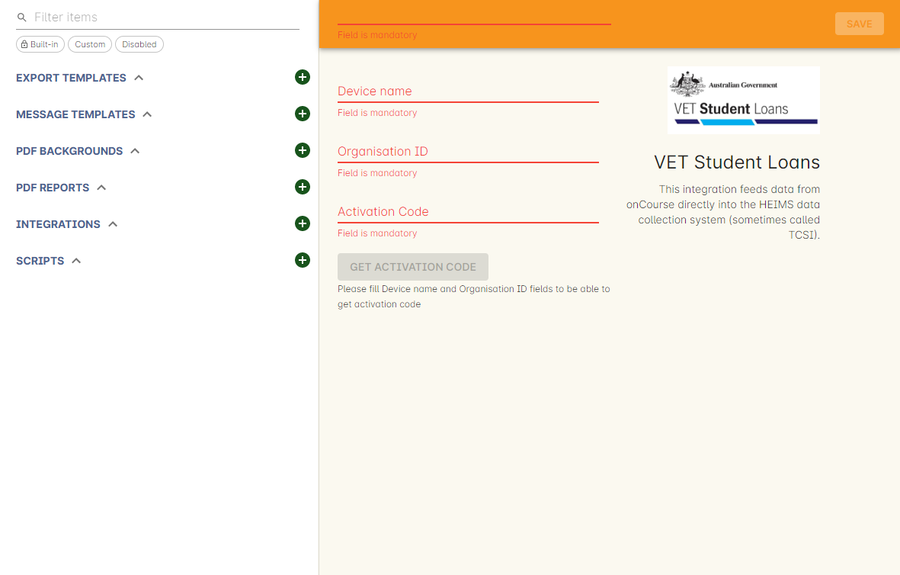 Filter items
Built-in Custom Disabled
EXPORT TEMPLATES
MESSAGE TEMPLATES
PDF BACKGROUNDS
PDF REPORTS
INTEGRATIONS
SCRIPTS
Field is mandatory
SAVE
Device name
Field is mandatory
Organisation ID
Field is mandatory
Activation Code
Field is mandatory
GET ACTIVATION CODE
Please fill Device name and Organisation ID fields to be able to
get activation code
Australian Government
VET Student Loans
VET Student Loans
This integration feeds data from
onCourse directly into the HEIMS data
collection system (sometimes called
TCSI).